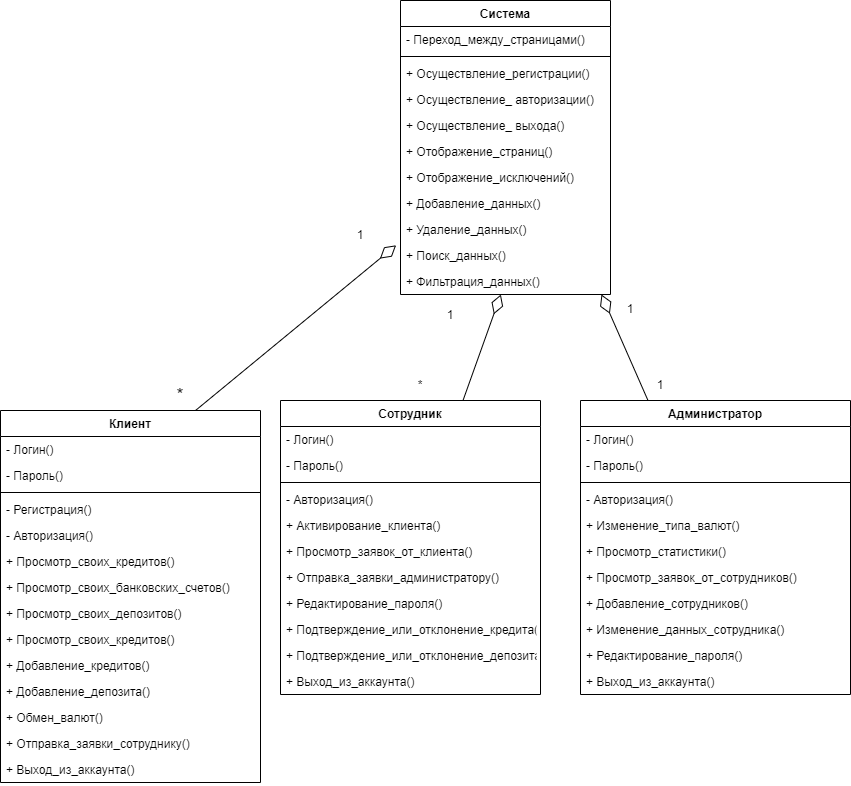 Система
- Переход_между_страницами()
+ Осуществление_регистрации()
+ Осуществление_ авторизации()
+ Осуществление_ выхода()
+ Отображение_страниц()
+ Отображение_исключений()
+ Добавление_данных()
+ Удаление_данных()
+ Поиск_данных()
+ Фильтрация_данных()
1
*
1
*
1
1
Клиент
- Логин()
- Пароль()
- Регистрация()
- Авторизация()
+ Просмотр_своих_кредитов()
+ Просмотр_своих_банковских_счетов()
+ Просмотр_своих_депозитов()
+ Просмотр_своих_кредитов()
+ Добавление_кредитов()
+ Добавление_депозита()
+ Обмен_валют()
+ Отправка_заявки_сотруднику()
+ Выход_из_аккаунта()
Сотрудник
- Логин()
- Пароль()
- Авторизация()
+ Активирование_клиента()
+ Просмотр_заявок_от_клиента()
+ Отправка_заявки_администратору()
+ Редактирование_пароля()
+ Подтверждение_или_отклонение_кредита(
+ Подтверждение_или_отклонение_депозита
+ Выход_из_аккаунта()
Администратор
- Логин()
- Пароль()
- Авторизация()
+ Изменение_типа_валют()
+ Просмотр_статистики()
+ Просмотр_заявок_от_сотрудников()
+ Добавление_сотрудников()
+ Изменение_данных_сотрудника()
+ Редактирование_пароля()
+ Выход_из_аккаунта()